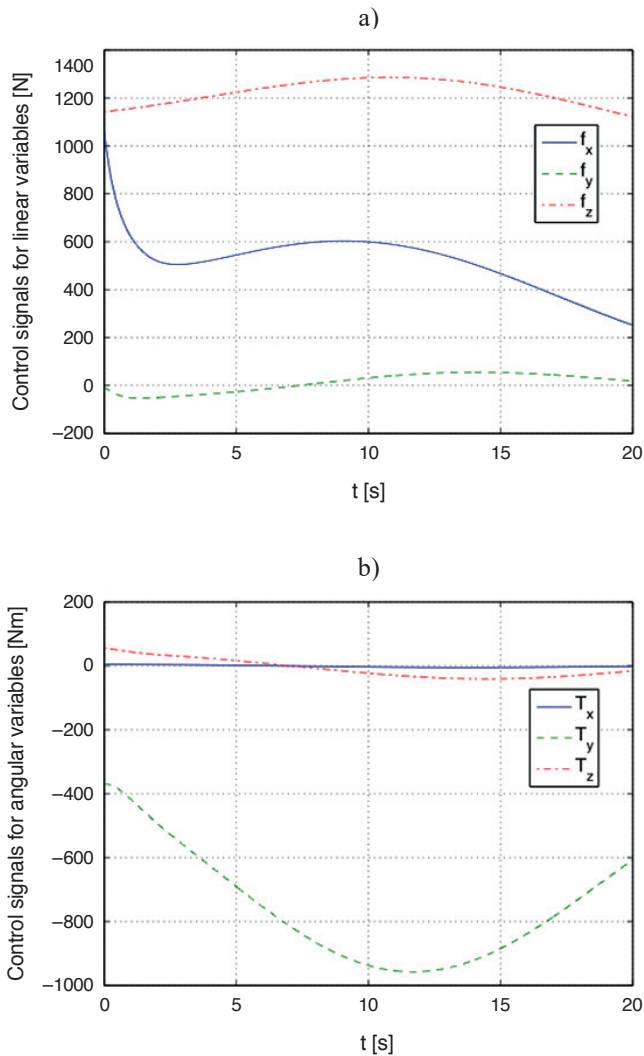 a)
Control signals for linear variables [N]
1400
1200
1000
800
600
400
200
0
−200
f_x
f_y
f_z
0 5 10 15 20
t [s]
b)
Control signals for angular variables [Nm]
200
0
−200
−400
−600
−800
−1000
T_x
T_y
T_z
0 5 10 15 20
t [s]